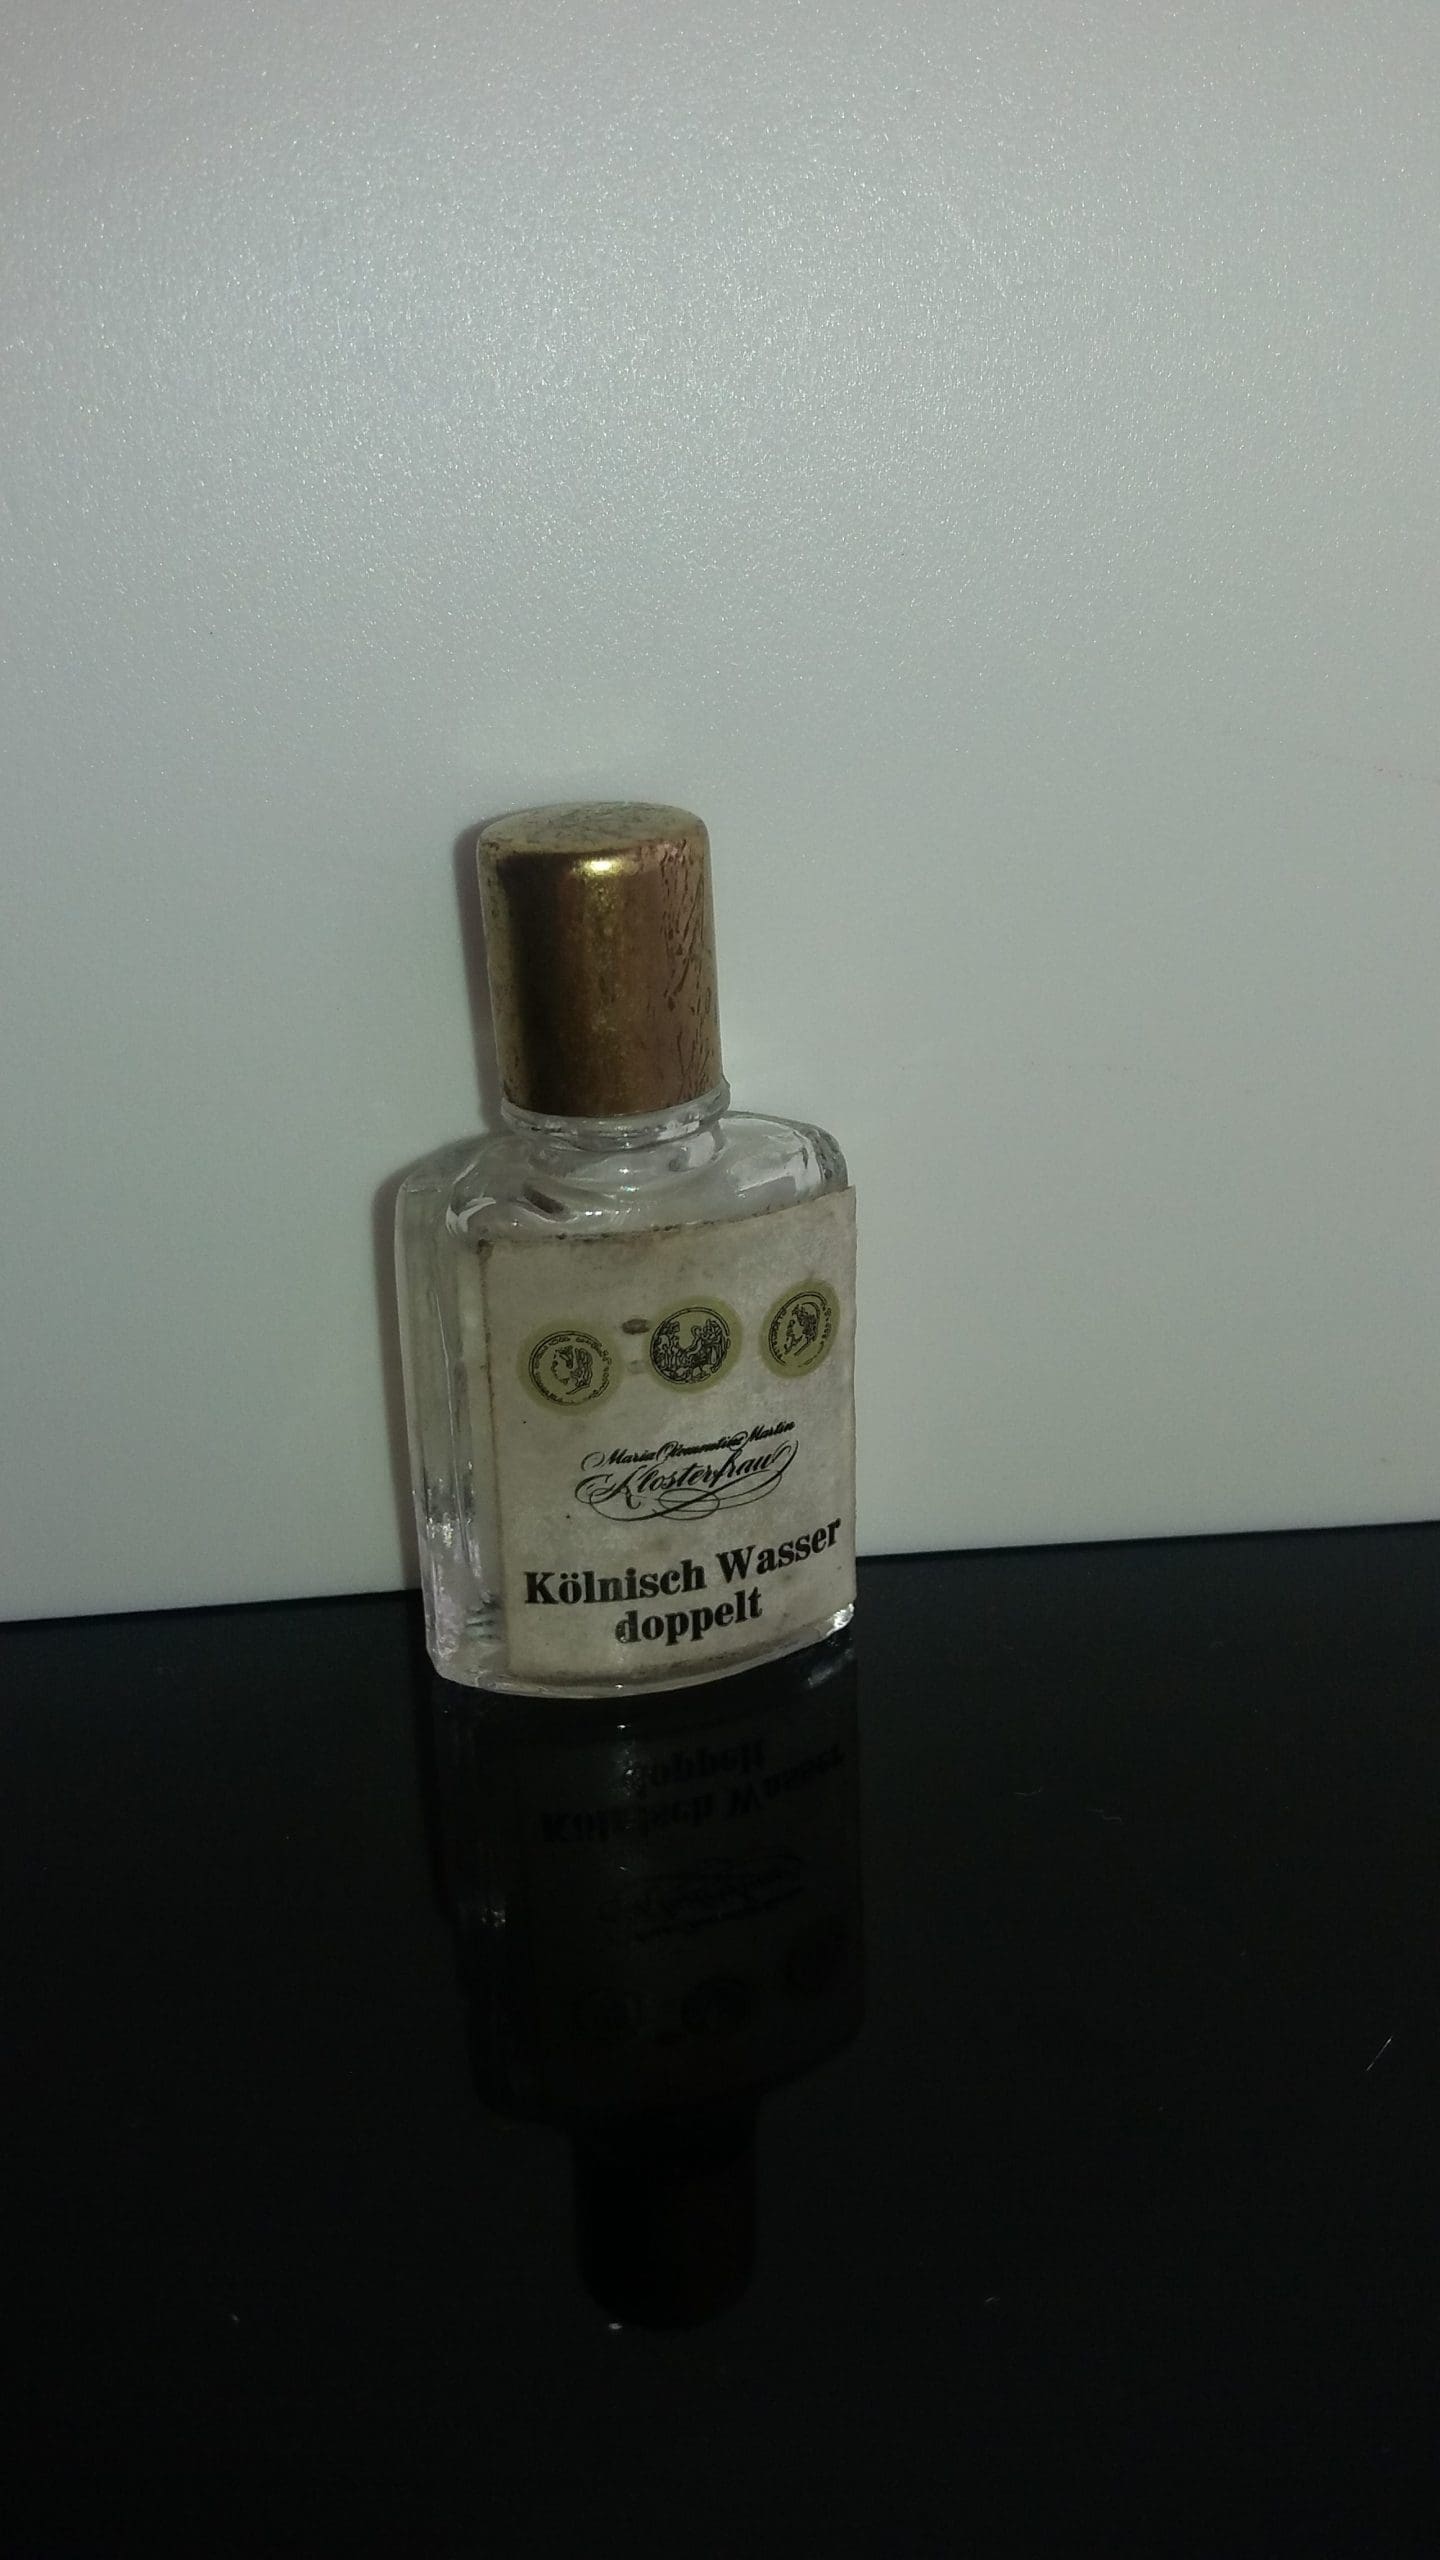 Maria Clementine Martin
Klosterfrau
Kölnisch Wasser
doppelt